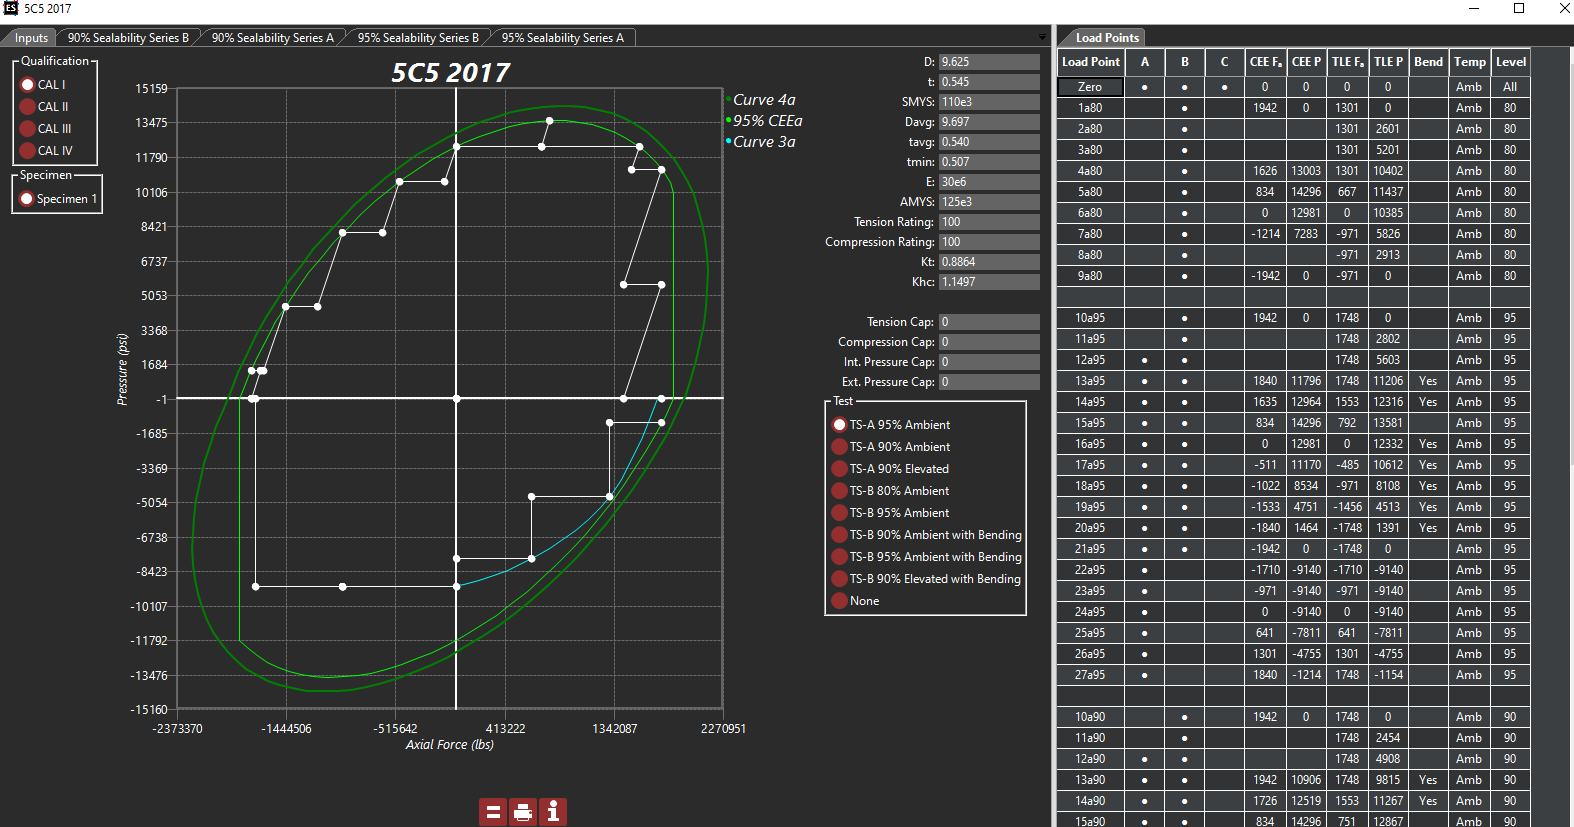 ES 5C5 2017
Inputs 90% Sealability Series B 90% Sealability Series A 95% Sealability Series B 95% Sealability Series A
Qualification
CAL I
CAL II
CAL III
CAL IV
Specimen
Specimen 1
5C5 2017
15159
13475
11790
10106
8421
6737
5053
3368
1684
-1
-1685
-3369
-5054
-6738
-8423
-10107
-11792
-13476
-15160
Pressure (psi)
-2373370 -1444506 -515642 413222 1342087 2270951
Axial Force (lbs)
Curve 4a
95% CEEa
Curve 3a
D: 9.625
t: 0.545
SMYS: 110e3
Davg: 9.697
tavg: 0.540
tmin: 0.507
E: 30e6
AMYS: 125e3
Tension Rating: 100
Compression Rating: 100
Kt: 0.8864
Khc: 1.1497
Tension Cap: 0
Compression Cap: 0
Int. Pressure Cap: 0
Ext. Pressure Cap: 0
Test
TS-A 95% Ambient
TS-A 90% Ambient
TS-A 90% Elevated
TS-B 80% Ambient
TS-B 95% Ambient
TS-B 90% Ambient with Bending
TS-B 95% Ambient with Bending
TS-B 90% Elevated with Bending
None
Load Points
Load Point A B C CEE Fa CEE P TLE Fa TLE P Bend Temp Level
Zero • • • 0 0 0 0 Amb All
1a80 • 1942 0 1301 0 Amb 80
2a80 • 1301 2601 Amb 80
3a80 • 1301 5201 Amb 80
4a80 • 1626 13003 1301 10402 Amb 80
5a80 • 834 14296 667 11437 Amb 80
6a80 • 0 12981 0 10385 Amb 80
7a80 • -1214 7283 -971 5826 Amb 80
8a80 • -971 2913 Amb 80
9a80 • -1942 0 -971 0 Amb 80
10a95 • 1942 0 1748 0 Amb 95
11a95 • 1748 2802 Amb 95
12a95 • • 1748 5603 Amb 95
13a95 • • 1840 11796 1748 11206 Yes Amb 95
14a95 • • 1635 12964 1553 12316 Yes Amb 95
15a95 • • 834 14296 792 13581 Amb 95
16a95 • • 0 12981 0 12332 Yes Amb 95
17a95 • • -511 11170 -485 10612 Yes Amb 95
18a95 • • -1022 8534 -971 8108 Yes Amb 95
19a95 • • -1533 4751 -1456 4513 Yes Amb 95
20a95 • • -1840 1464 -1748 1391 Yes Amb 95
21a95 • • -1942 0 -1748 0 Amb 95
22a95 • -1710 -9140 -1710 -9140 Amb 95
23a95 • -971 -9140 -971 -9140 Amb 95
24a95 • 0 -9140 0 -9140 Amb 95
25a95 • 641 -7811 641 -7811 Amb 95
26a95 • 1301 -4755 1301 -4755 Amb 95
27a95 • 1840 -1214 1748 -1154 Amb 95
10a90 • 1942 0 1748 0 Amb 90
11a90 • 1748 2454 Amb 90
12a90 • • 1748 4908 Amb 90
13a90 • • 1942 10906 1748 9815 Yes Amb 90
14a90 • • 1726 12519 1553 11267 Yes Amb 90
15a90 • • 834 14296 751 12867 Amb 90